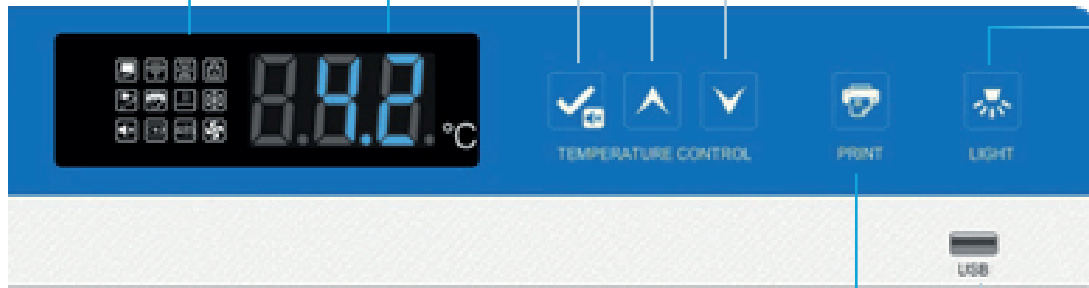 4.2 °C
TEMPERATURE CONTROL
PRINT
LIGHT
USB